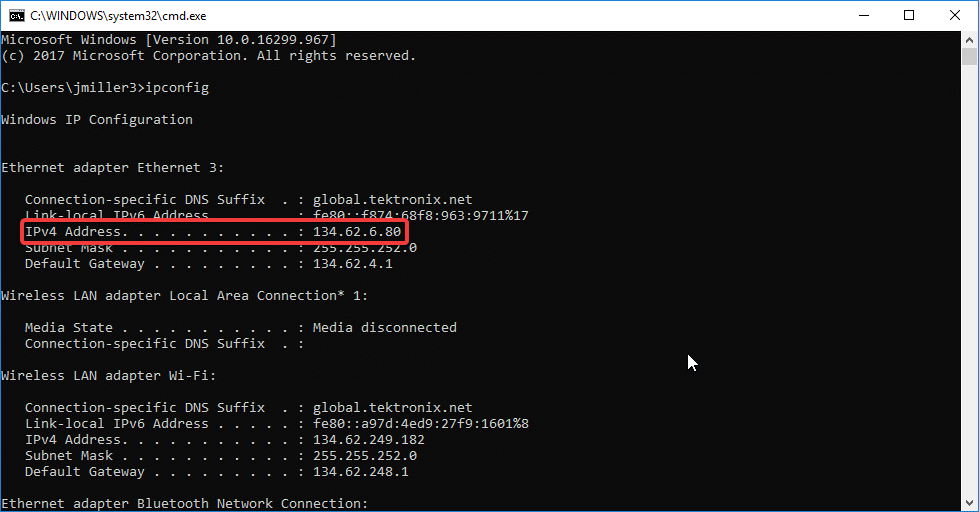 C:\WINDOWS\system32\cmd.exe
Microsoft Windows [Version 10.0.16299.967]
(c) 2017 Microsoft Corporation. All rights reserved.
C:\Users\jmiller3>ipconfig
Windows IP Configuration
Ethernet adapter Ethernet 3:
Connection-specific DNS Suffix  . : global.tektronix.net
Link-local IPv6 Address . . . . . : fe80::f874:68f8:963:9711%17
IPv4 Address. . . . . . . . . . . : 134.62.6.80
Subnet Mask . . . . . . . . . . . : 255.255.252.0
Default Gateway . . . . . . . . . : 134.62.4.1
Wireless LAN adapter Local Area Connection* 1:
Media State . . . . . . . . . . . : Media disconnected
Connection-specific DNS Suffix  . :
Wireless LAN adapter Wi-Fi:
Connection-specific DNS Suffix  . : global.tektronix.net
Link-local IPv6 Address . . . . . : fe80::a97d:4ed9:27f9:1601%8
IPv4 Address. . . . . . . . . . . : 134.62.249.182
Subnet Mask . . . . . . . . . . . : 255.255.252.0
Default Gateway . . . . . . . . . : 134.62.248.1
Ethernet adapter Bluetooth Network Connection: